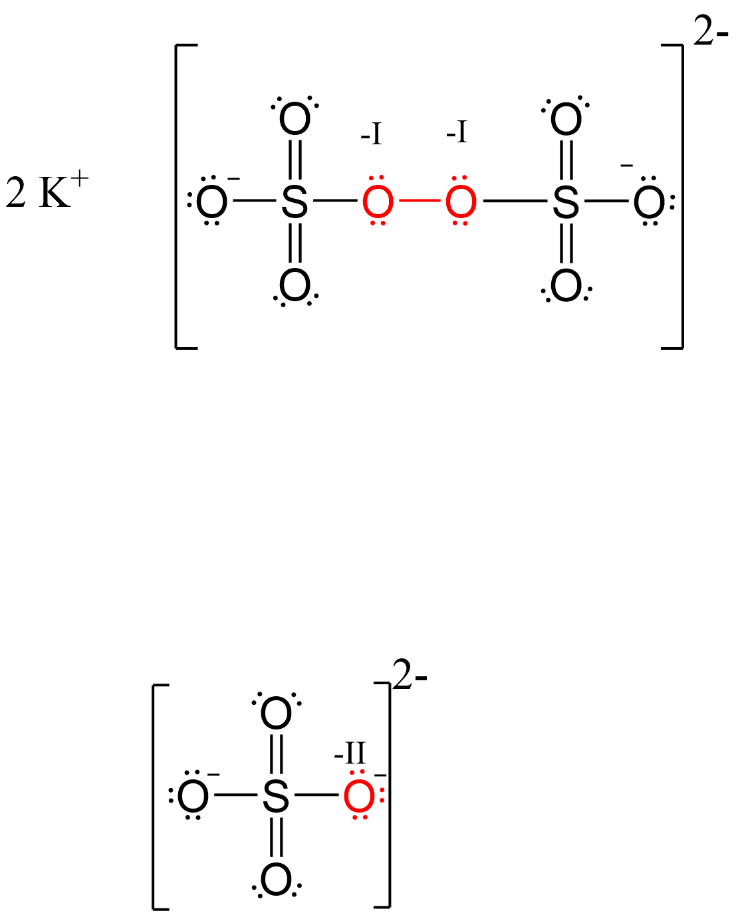 2-
O O
-I -I
2 K+ O- S O O S -O
O O
2-
O
-II
O- S O-
O